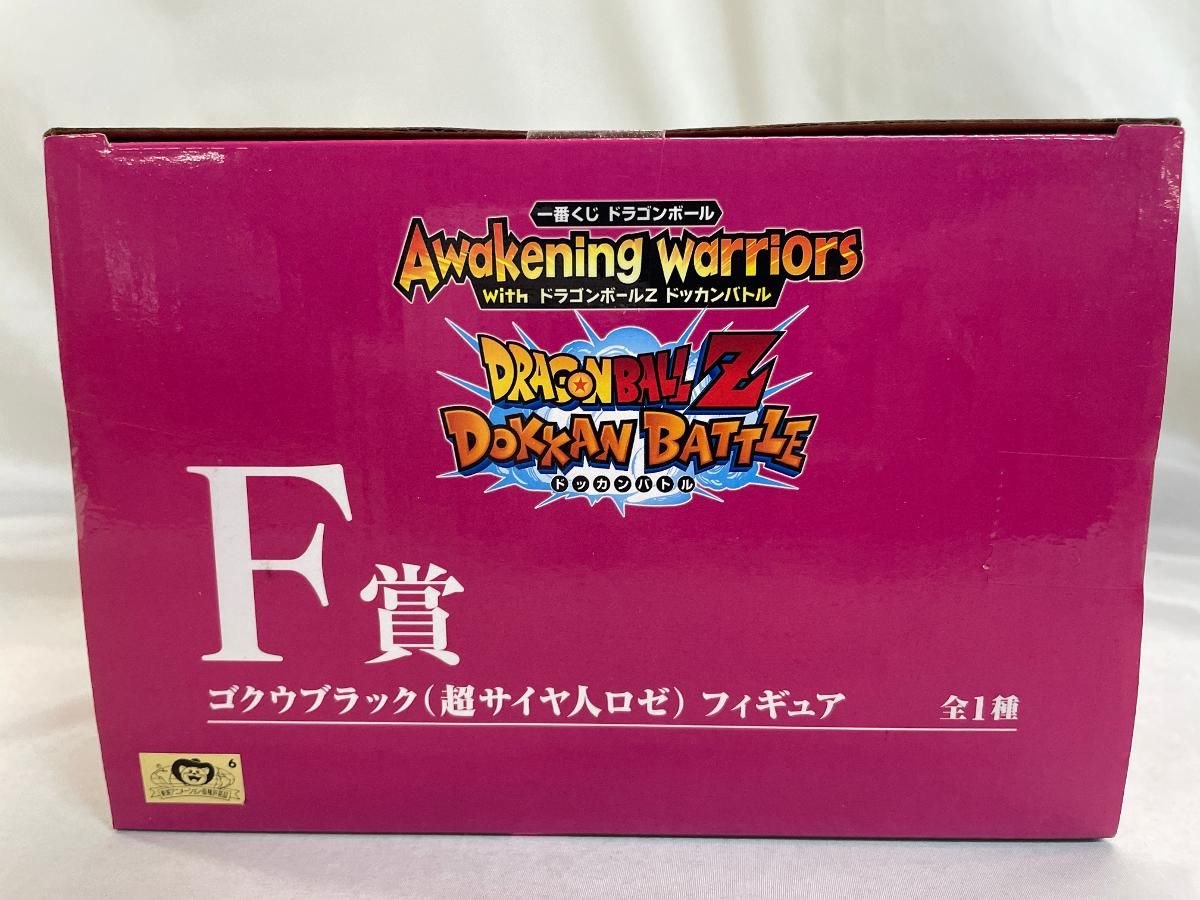 一番くじ ドラゴンボール
Awakening warriors
with ドラゴンボールZ ドッカンバトル
DRAGON BALL Z
DOKKAN BATTLE
ドッカンバトル
F賞
ゴクウブラック(超サイヤ人ロゼ) フィギュア 全1種
6